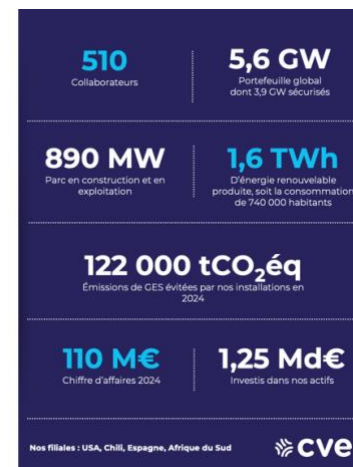 510
Collaborateurs
5,6 GW
Portefeuille global
dont 3,9 GW sécurisés
890 MW
Parc en construction et en
exploitation
1,6 TWh
D'énergie renouvelable
produite, soit la consommation
de 740 000 habitants
122 000 tCO₂éq
Émissions de GES évitées par nos installations en
2024
110 M€
Chiffre d'affaires 2024
1,25 Md€
Investis dans nos actifs
Nos filiales : USA, Chili, Espagne, Afrique du Sud
cve